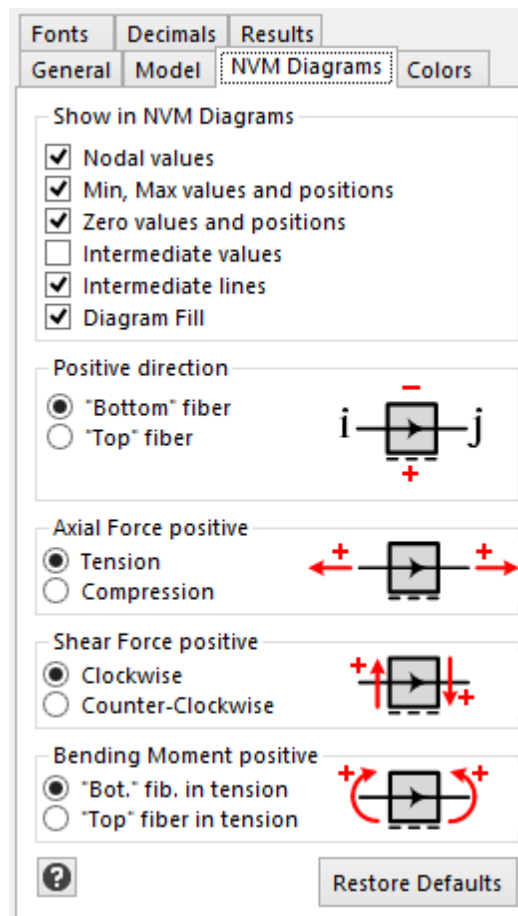 Fonts Decimals Results
General Model NVM Diagrams Colors
Show in NVM Diagrams
Nodal values
Min, Max values and positions
Zero values and positions
Intermediate values
Intermediate lines
Diagram Fill
Positive direction
"Bottom" fiber
"Top" fiber
−
i j
+
Axial Force positive
Tension
Compression
+ +
Shear Force positive
Clockwise
Counter-Clockwise
+ +
Bending Moment positive
"Bot." fib. in tension
"Top" fiber in tension
+ +
? Restore Defaults